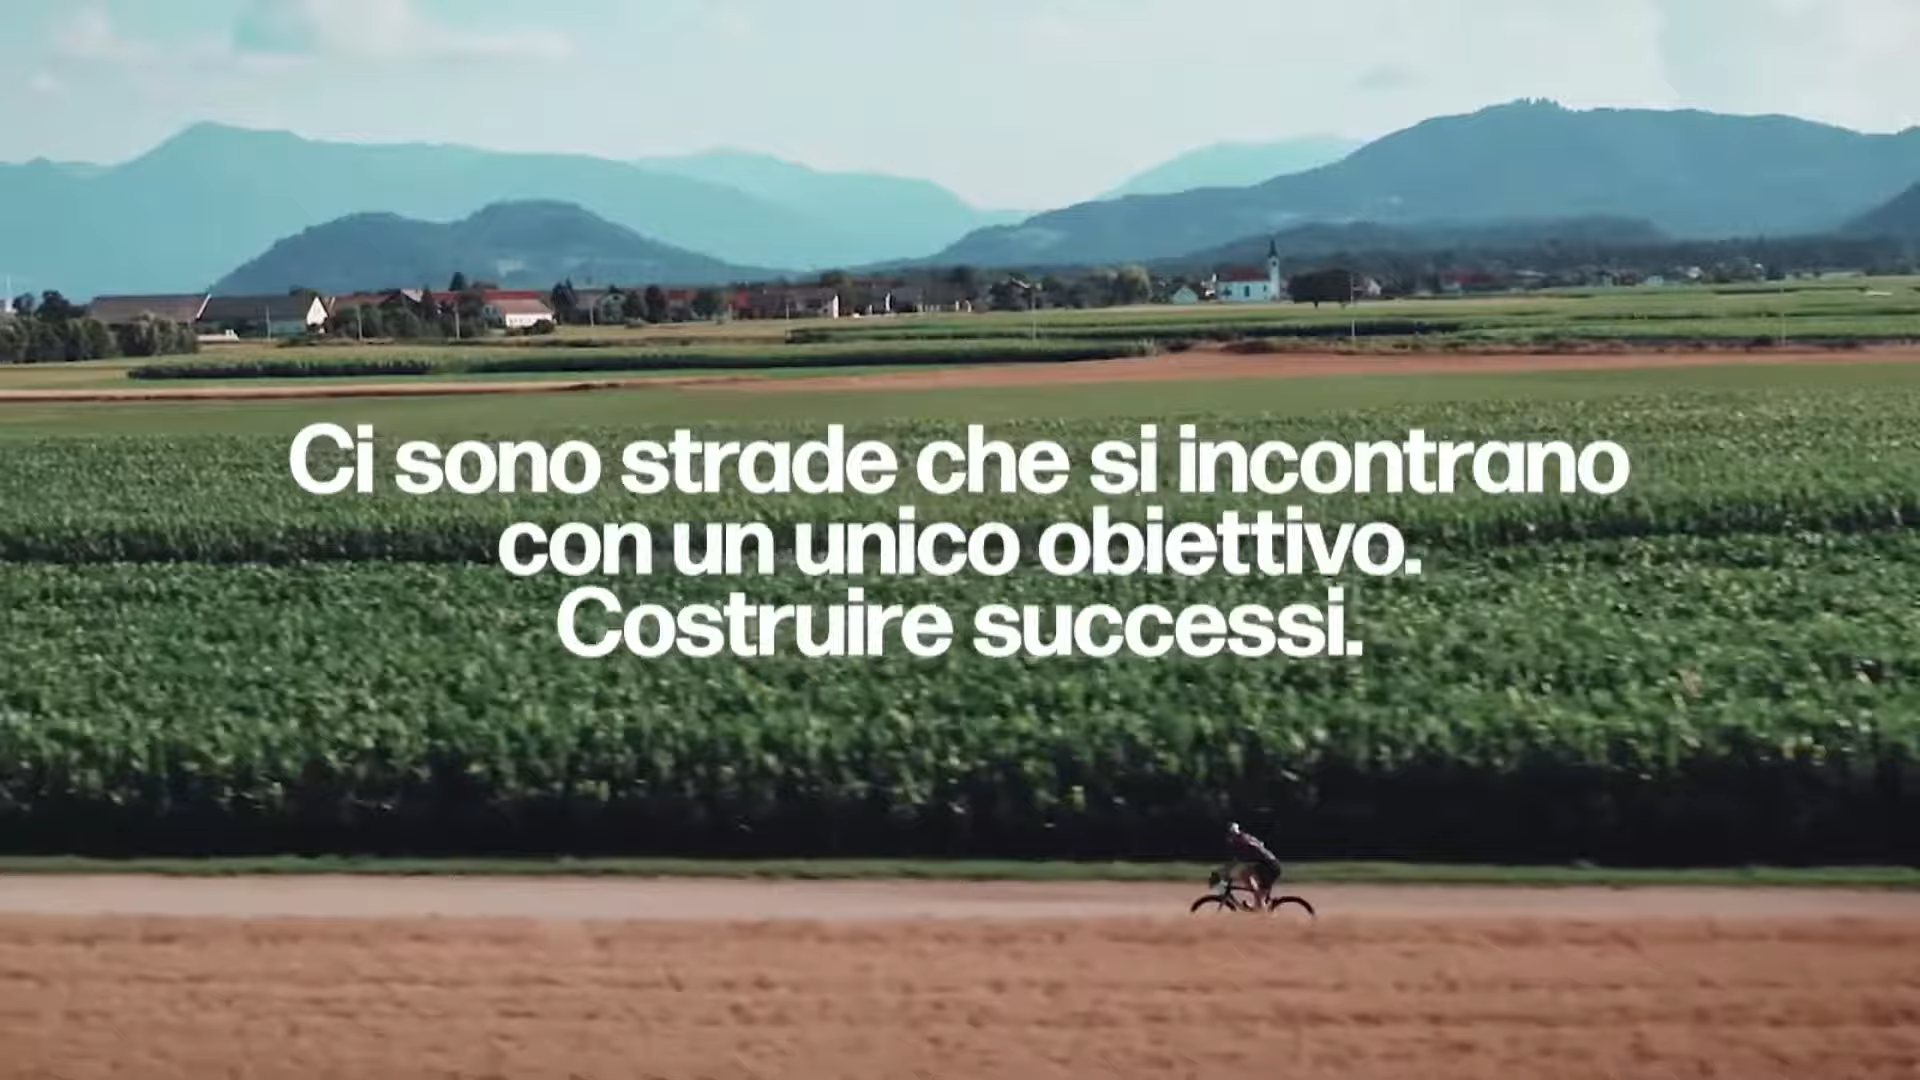 Ci sono strade che si incontrano
con un unico obiettivo.
Costruire successi.